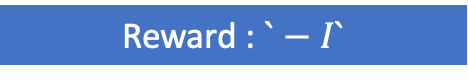 Reward : ` − I`